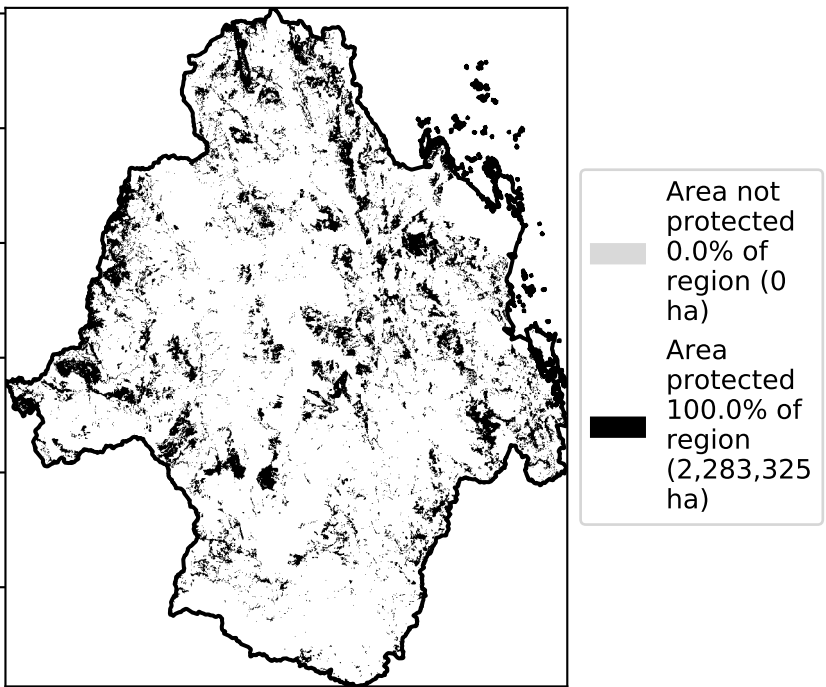 Area not
protected
0.0% of
region (0
ha)
Area
protected
100.0% of
region
(2,283,325
ha)